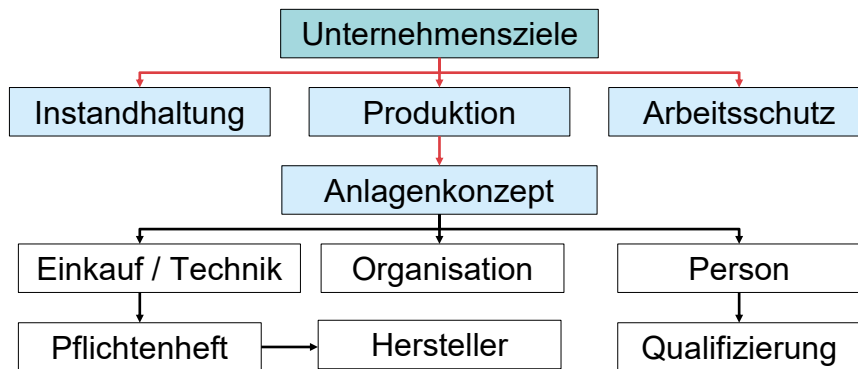 Unternehmensziele
Instandhaltung
Produktion
Arbeitsschutz
Anlagenkonzept
Einkauf / Technik
Organisation
Person
Pflichtenheft
Hersteller
Qualifizierung